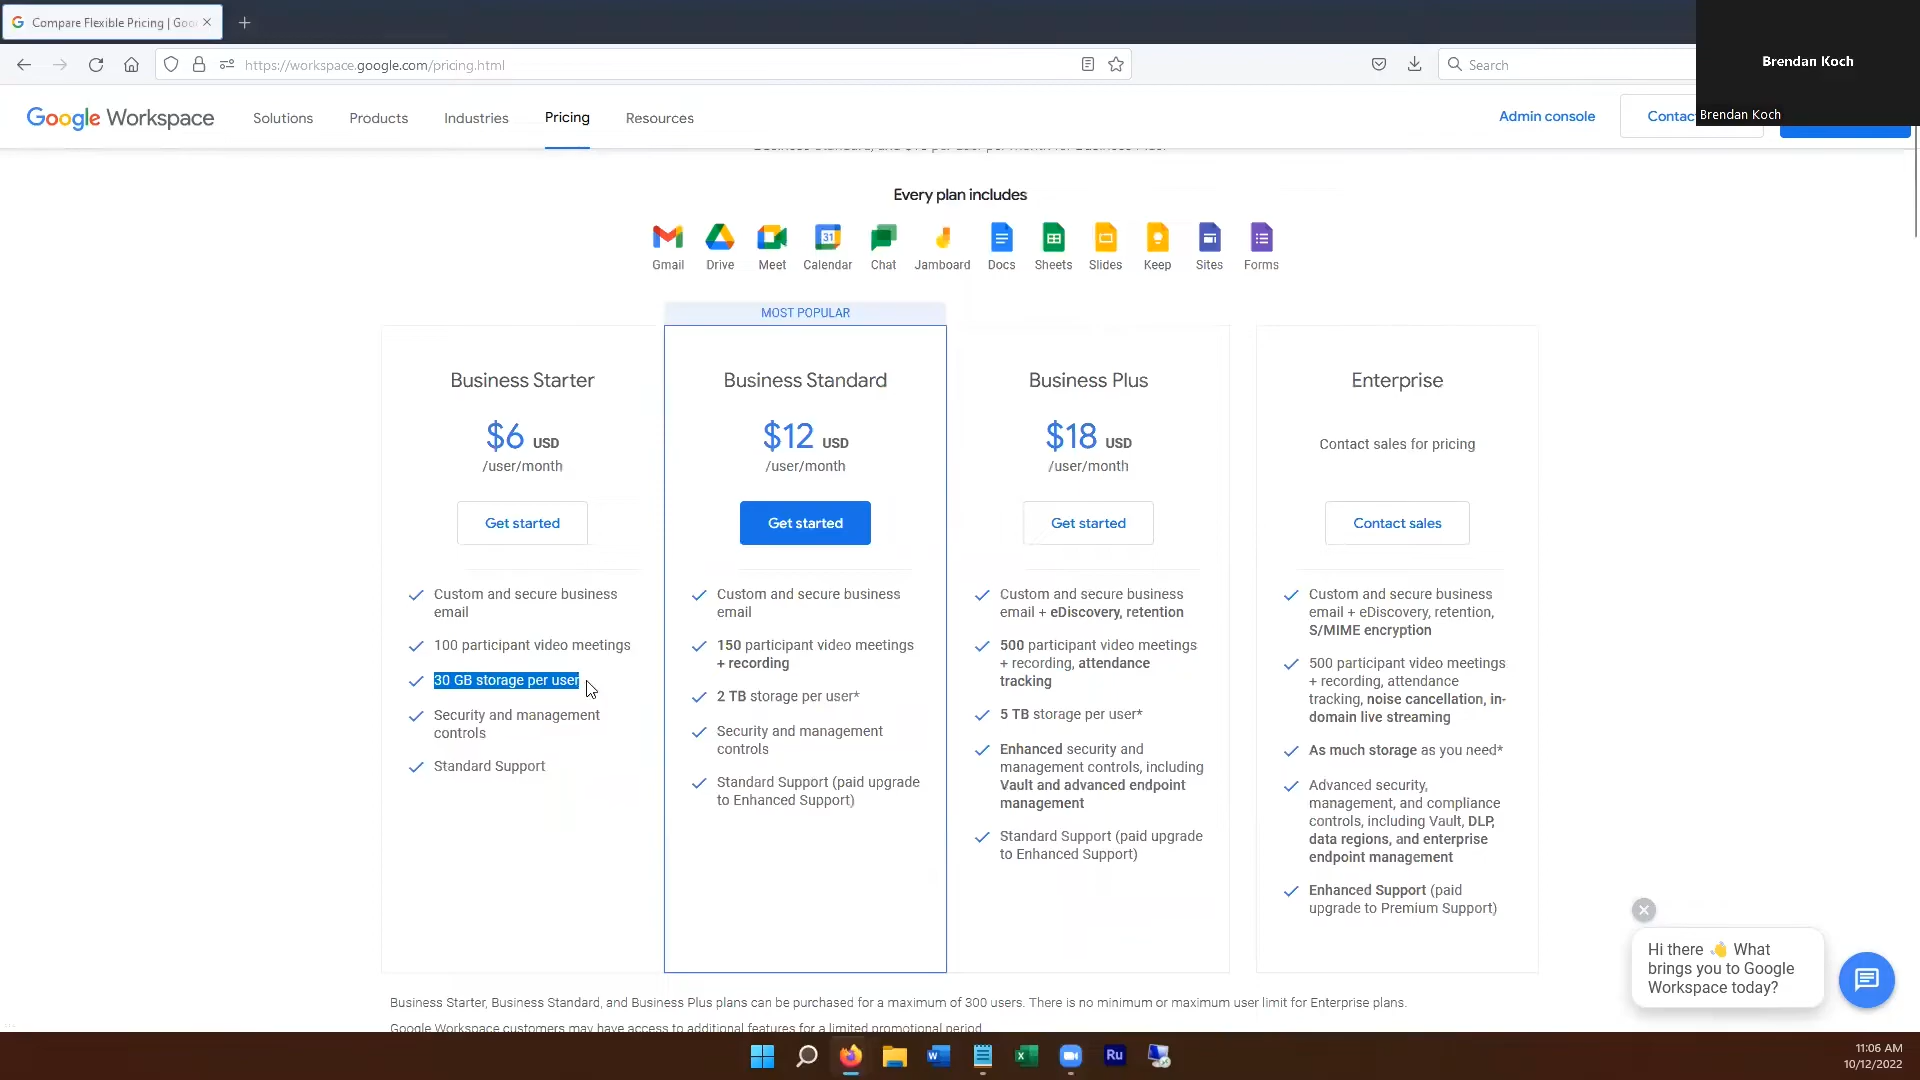 Compare Flexible Pricing | Goo
https://workspace.google.com/pricing.html
Search
Brendan Koch
Brendan Koch
Google Workspace
Solutions
Products
Industries
Pricing
Resources
Admin console
Contac
Every plan includes
31
Gmail
Drive
Meet
Calendar
Chat
Jamboard
Docs
Sheets
Slides
Keep
Sites
Forms
MOST POPULAR
Business Starter
$6 USD
/user/month
Get started
Custom and secure business
email
100 participant video meetings
30 GB storage per user
Security and management
controls
Standard Support
Business Standard
$12 USD
/user/month
Get started
Custom and secure business
email
150 participant video meetings
+ recording
2 TB storage per user*
Security and management
controls
Standard Support (paid upgrade
to Enhanced Support)
Business Plus
$18 USD
/user/month
Get started
Custom and secure business
email + eDiscovery, retention
500 participant video meetings
+ recording, attendance
tracking
5 TB storage per user*
Enhanced security and
management controls, including
Vault and advanced endpoint
management
Standard Support (paid upgrade
to Enhanced Support)
Enterprise
Contact sales for pricing
Contact sales
Custom and secure business
email + eDiscovery, retention,
S/MIME encryption
500 participant video meetings
+ recording, attendance
tracking, noise cancellation, in-
domain live streaming
As much storage as you need*
Advanced security,
management, and compliance
controls, including Vault, DLP,
data regions, and enterprise
endpoint management
Enhanced Support (paid
upgrade to Premium Support)
Hi there 👋 What
brings you to Google
Workspace today?
Business Starter, Business Standard, and Business Plus plans can be purchased for a maximum of 300 users. There is no minimum or maximum user limit for Enterprise plans.
Google Workspace customers may have access to additional features for a limited promotional period
Ru
11:06 AM
10/12/2022